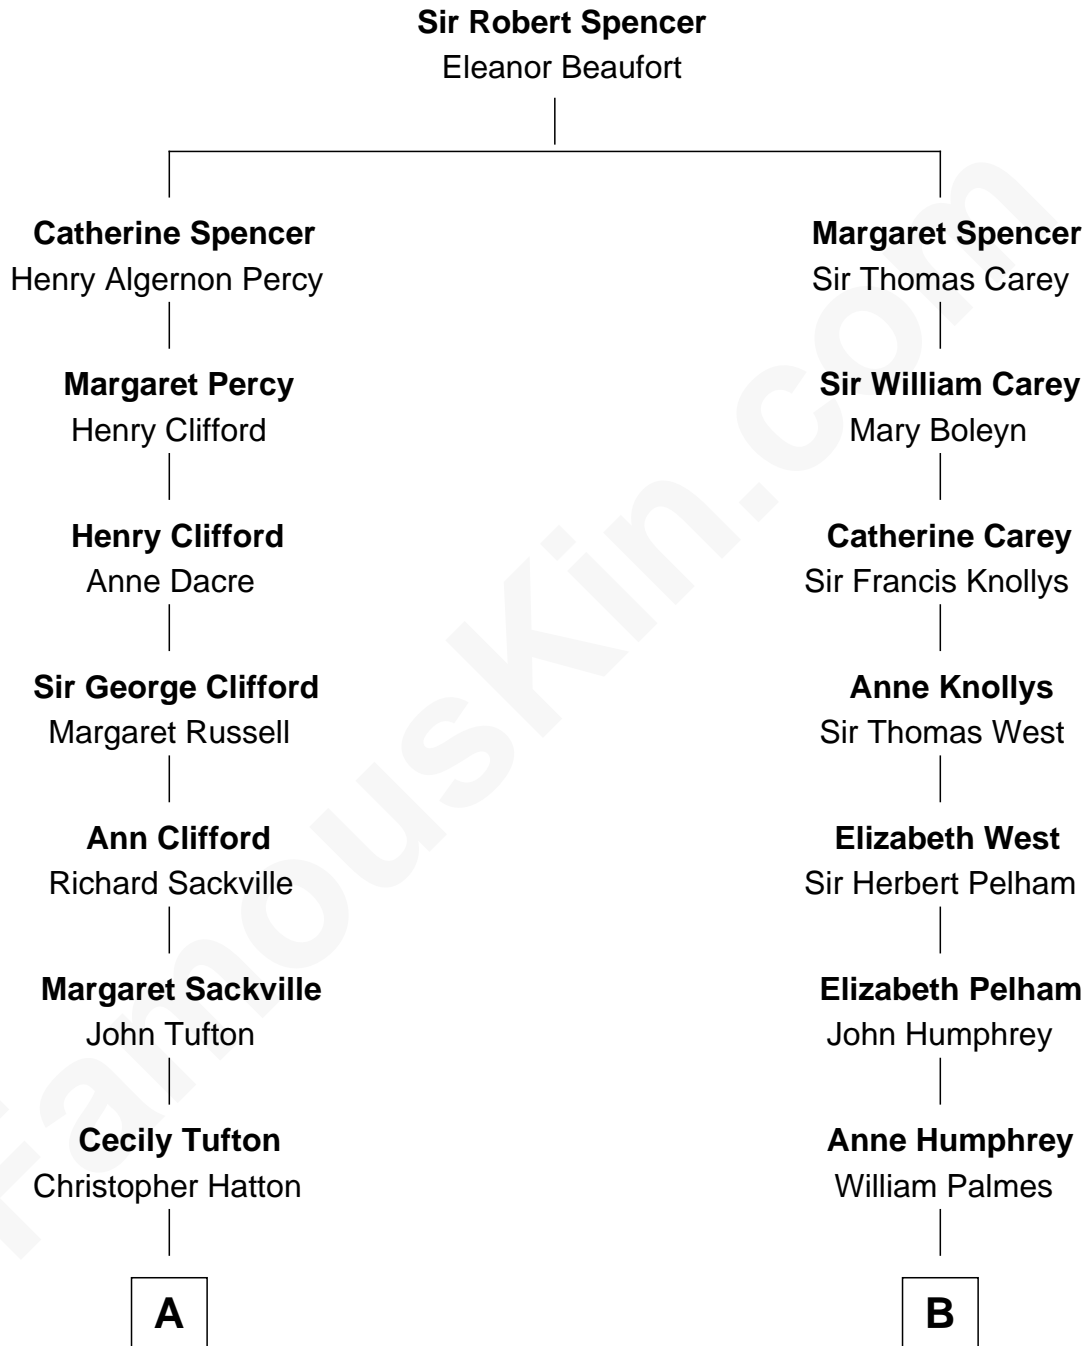 Sir Robert Spencer
Eleanor Beaufort
Catherine Spencer
Henry Algernon Percy
Margaret Spencer
Sir Thomas Carey
Margaret Percy
Henry Clifford
Sir William Carey
Mary Boleyn
Henry Clifford
Anne Dacre
Catherine Carey
Sir Francis Knollys
Sir George Clifford
Margaret Russell
Anne Knollys
Sir Thomas West
Ann Clifford
Richard Sackville
Elizabeth West
Sir Herbert Pelham
Margaret Sackville
John Tufton
Elizabeth Pelham
John Humphrey
Cecily Tufton
Christopher Hatton
Anne Humphrey
William Palmes
A
B
FamousKin.com